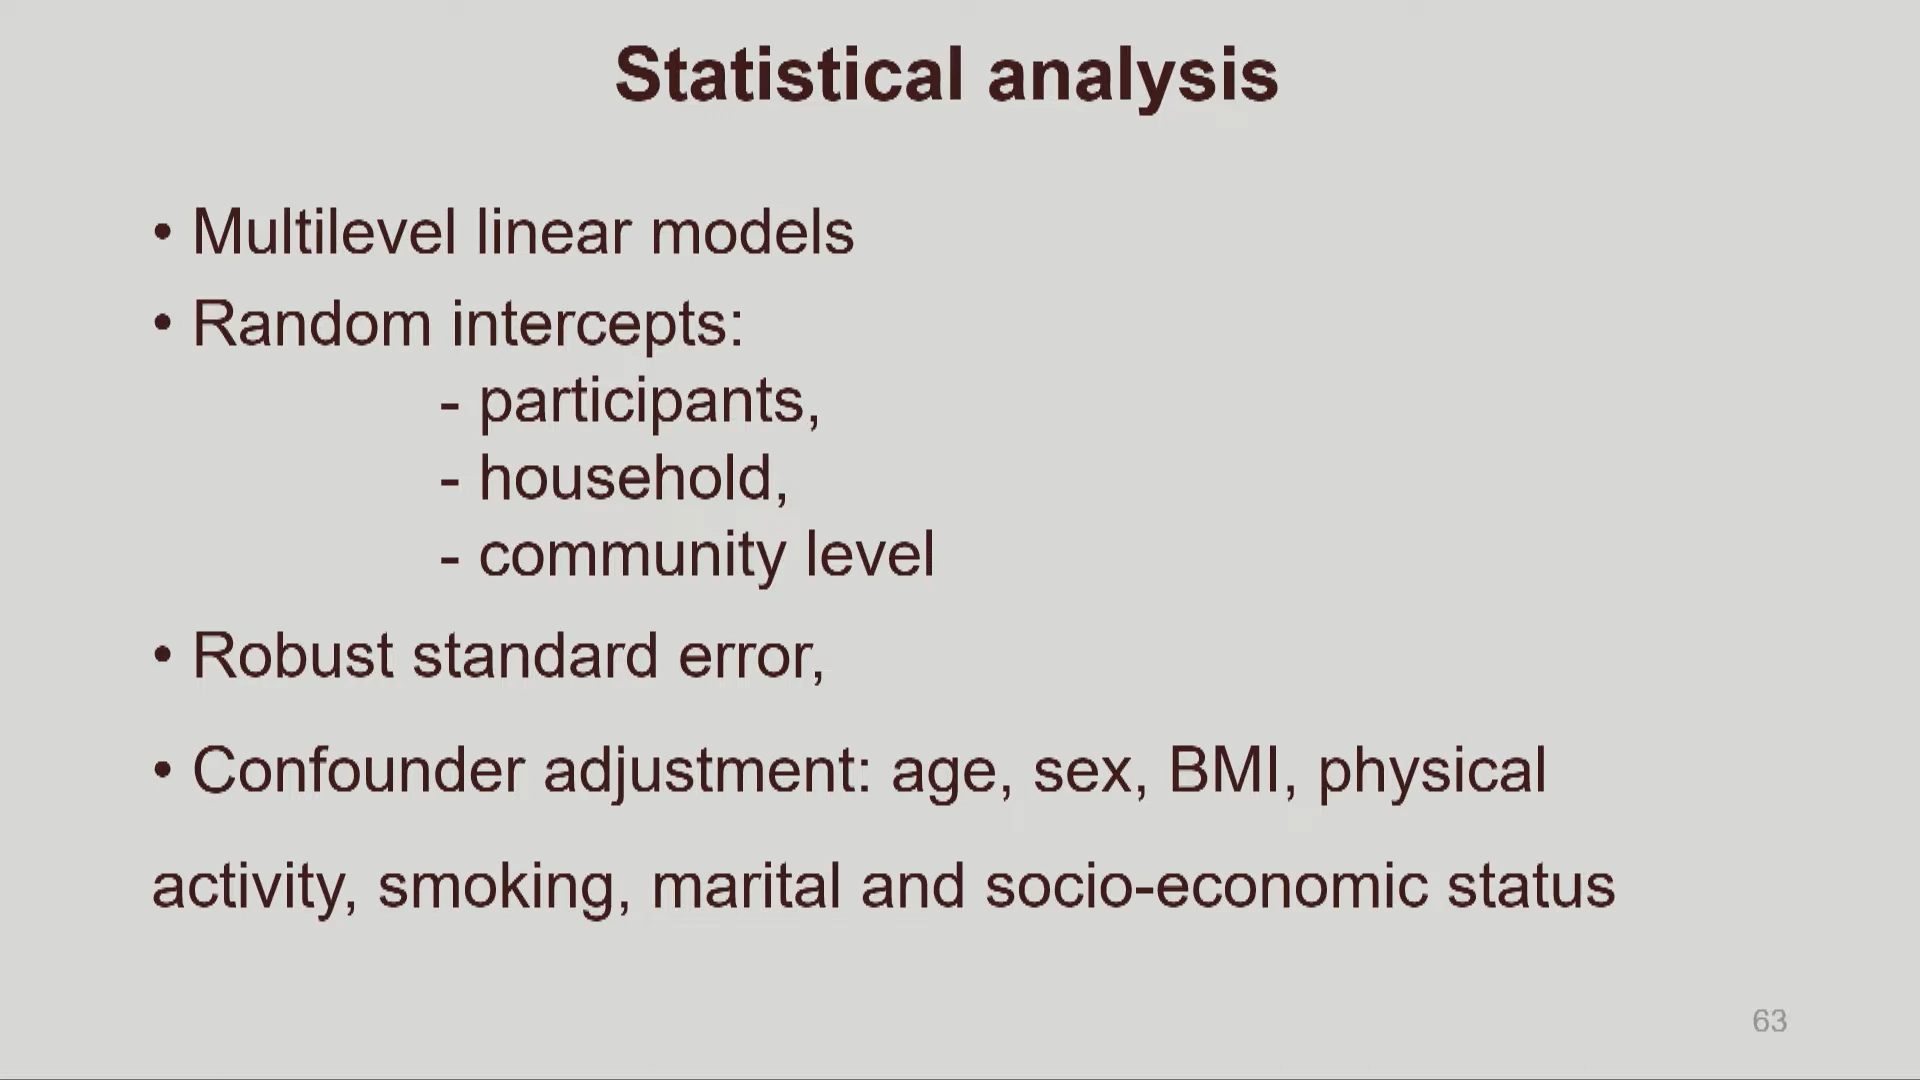 Statistical analysis
• Multilevel linear models
• Random intercepts:
- participants,
- household,
- community level
• Robust standard error,
• Confounder adjustment: age, sex, BMI, physical
activity, smoking, marital and socio-economic status
63